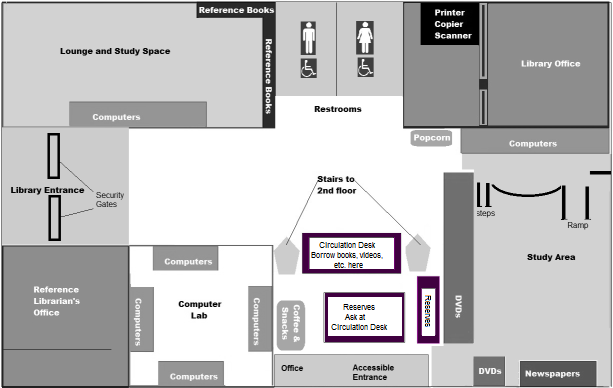 Reference Books
Printer
Copier
Scanner
Lounge and Study Space
Reference Books
Library Office
Computers
Restrooms
Popcorn
Computers
Library Entrance
Security
Gates
Stairs to
2nd floor
steps
Ramp
Circulation Desk
Borrow books, videos,
etc. here
Study Area
Computers
Reference
Librarian's
Office
Computers
Computer
Lab
Computers
Coffee &
Snacks
Reserves
Ask at
Circulation Desk
Reserves
DVDs
Computers
Office
Accessible
Entrance
DVDs
Newspapers